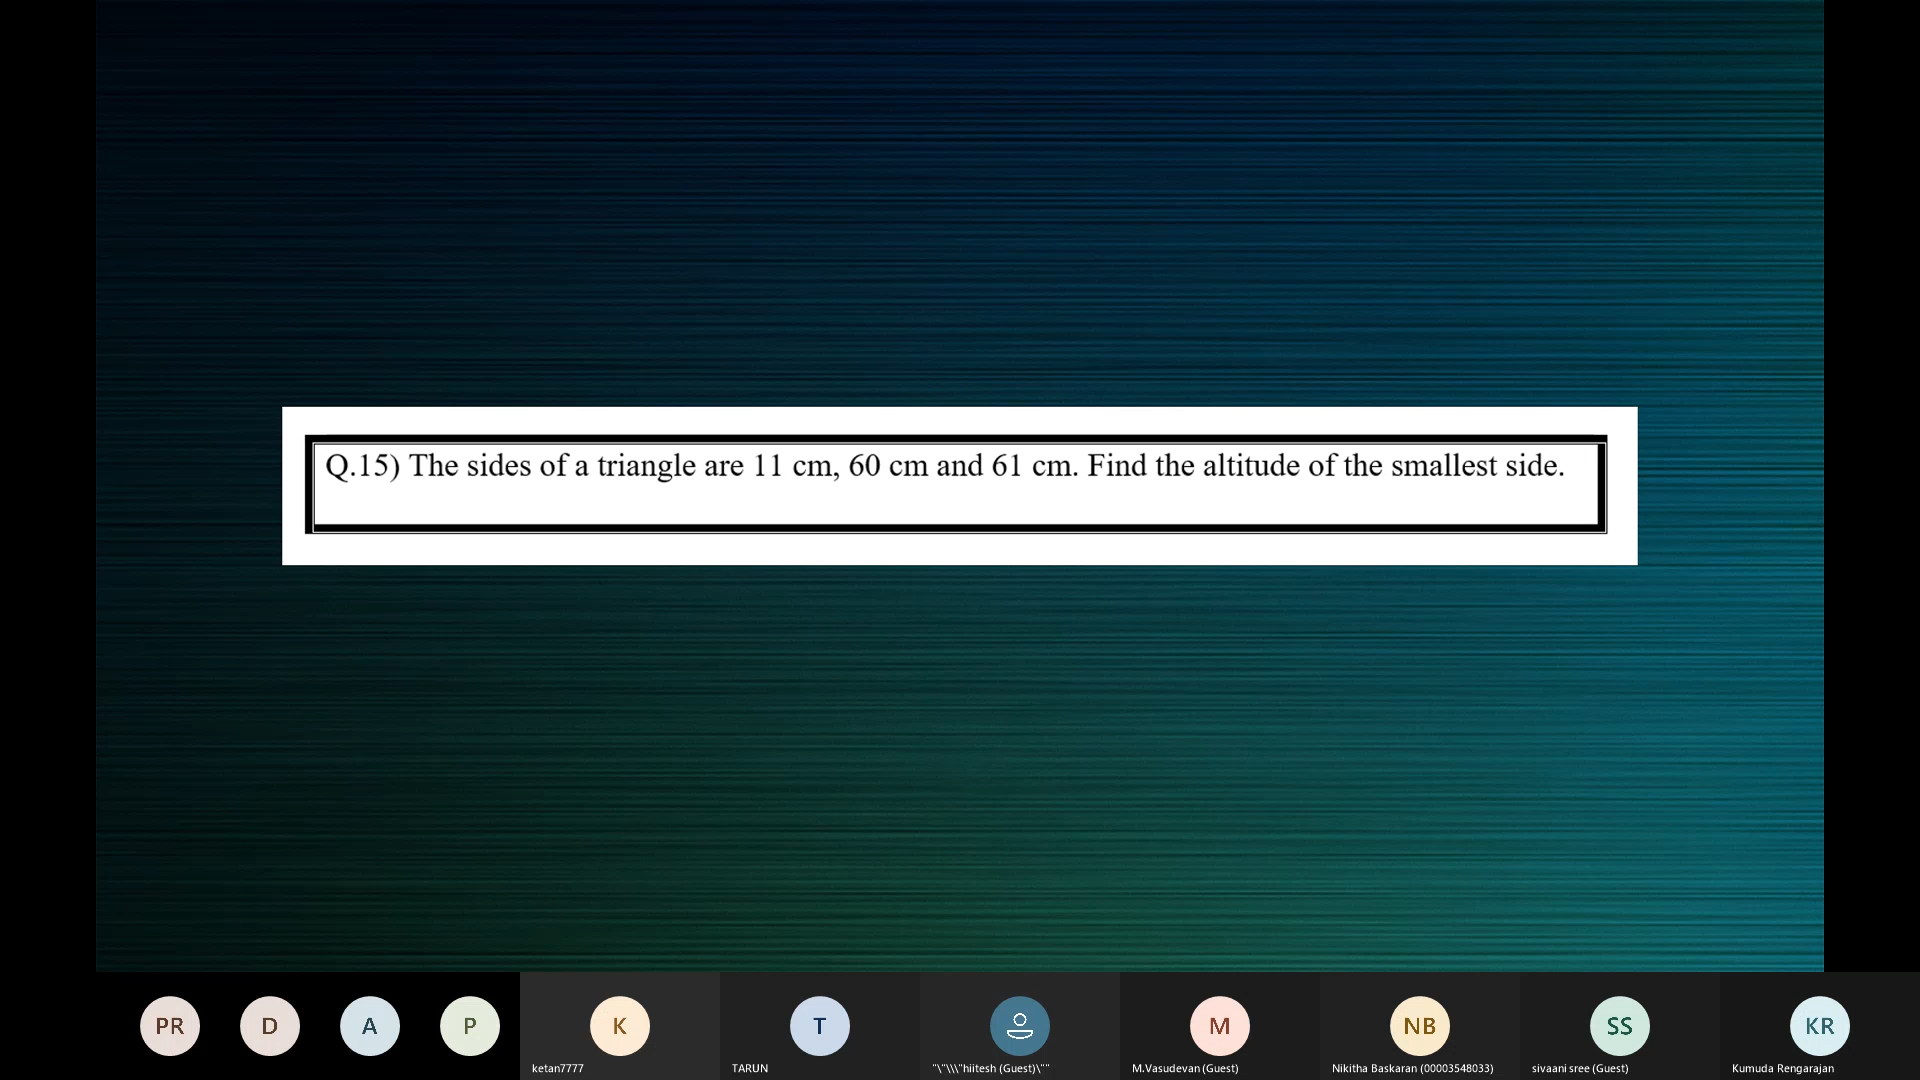 Q.15) The sides of a triangle are 11 cm, 60 cm and 61 cm. Find the altitude of the smallest side.
PR D A P K T M NB SS KR
ketan7777 TARUN "\"\\\"hiitesh (Guest)\"" M.Vasudevan (Guest) Nikitha Baskaran (00003548033) sivaani sree (Guest) Kumuda Rengarajan